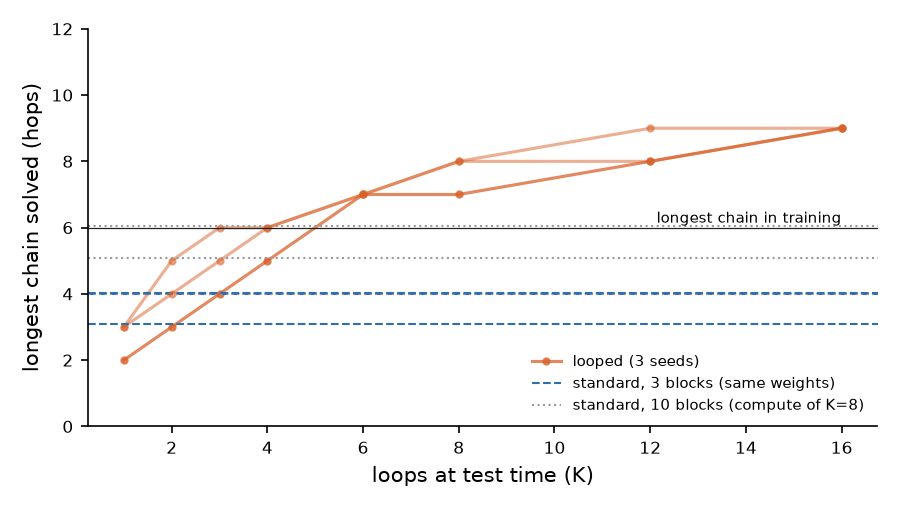 12
10
8
6
4
2
0
longest chain solved (hops)
longest chain in training
looped (3 seeds)
standard, 3 blocks (same weights)
standard, 10 blocks (compute of K=8)
2 4 6 8 10 12 14 16
loops at test time (K)